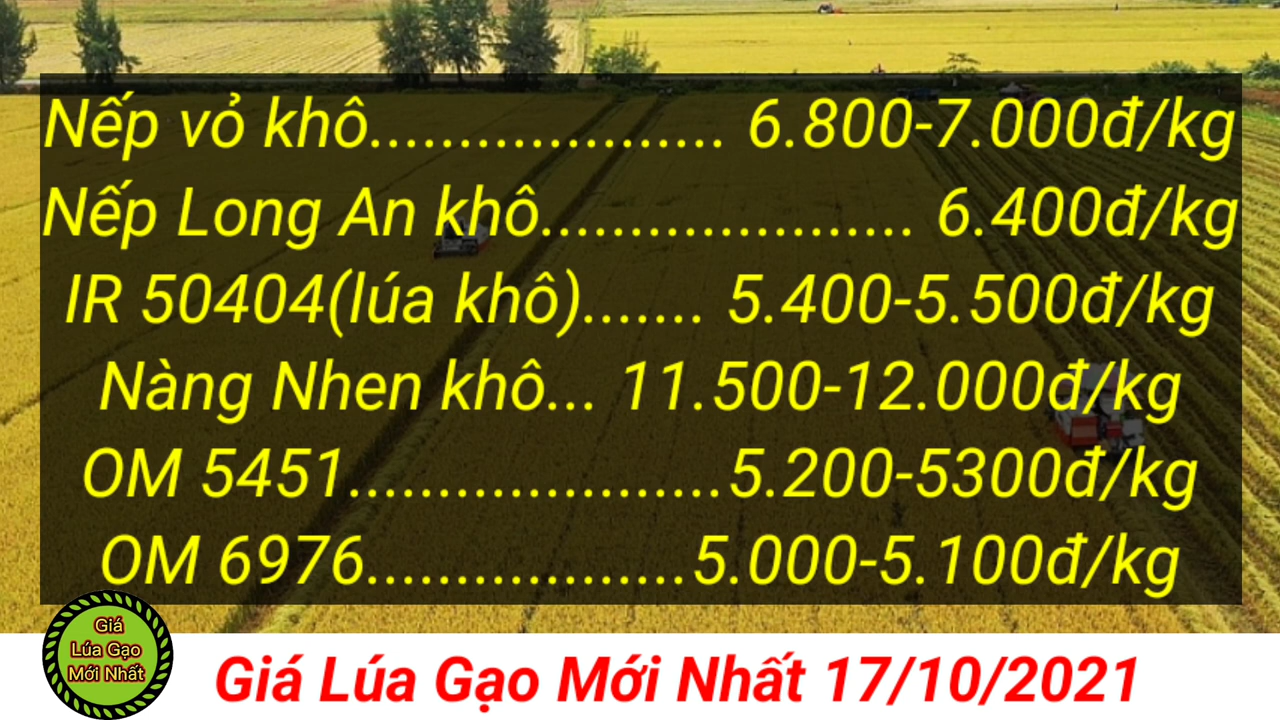 Nếp vỏ khô.................... 6.800-7.000đ/kg
Nếp Long An khô..................... 6.400đ/kg
IR 50404(lúa khô)....... 5.400-5.500đ/kg
Nàng Nhen khô... 11.500-12.000đ/kg
OM 5451.....................5.200-5300đ/kg
OM 6976..................5.000-5.100đ/kg
Giá
Lúa Gạo
Mới Nhất
Giá Lúa Gạo Mới Nhất 17/10/2021